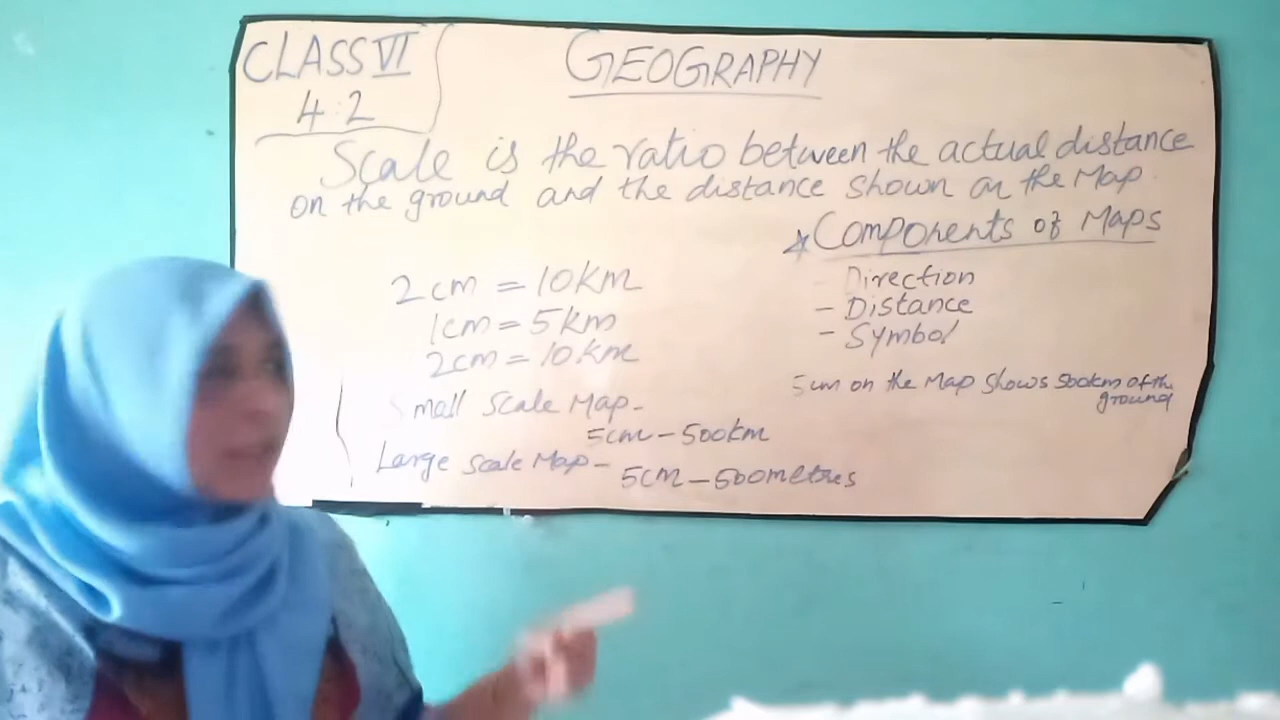 CLASS VI
4.2
GEOGRAPHY
Scale is the ratio between the actual distance
on the ground and the distance shown on the Map.
* Components of Maps
- Direction
- Distance
- Symbol
5cm on the Map shows 500km of the
ground
2cm = 10km
1cm = 5km
2cm = 10km
Small Scale Map-
5cm - 500km
Large Scale Map -
5cm - 500metres